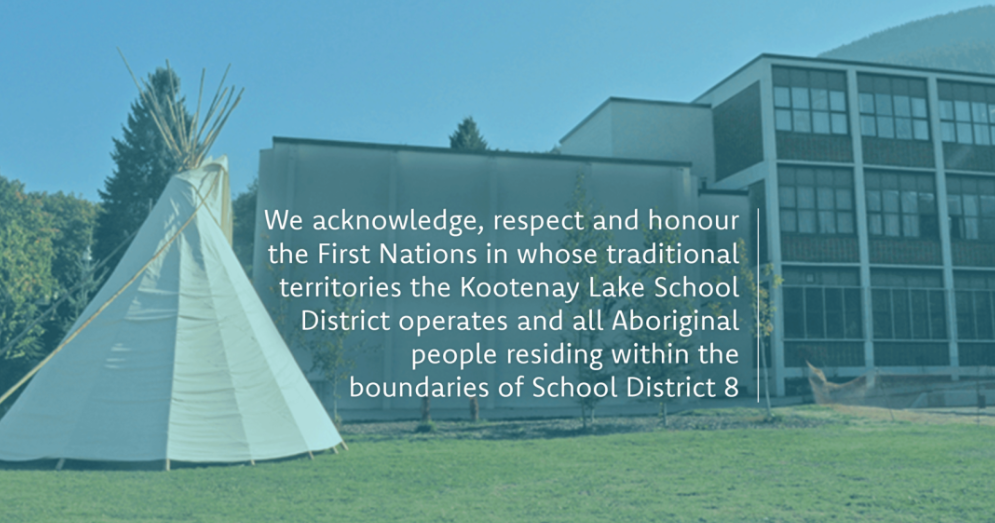 We acknowledge, respect and honour
the First Nations in whose traditional
territories the Kootenay Lake School
District operates and all Aboriginal
people residing within the
boundaries of School District 8